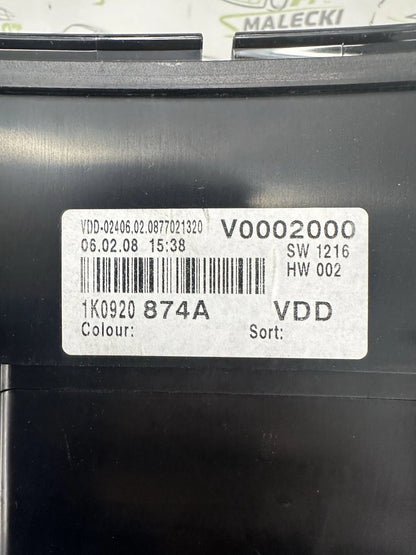 MALECKI
VDD-02406.02.0877021320 V0002000
06.02.08 15:38 SW 1216
HW 002
1K0920 874A VDD
Colour: Sort: